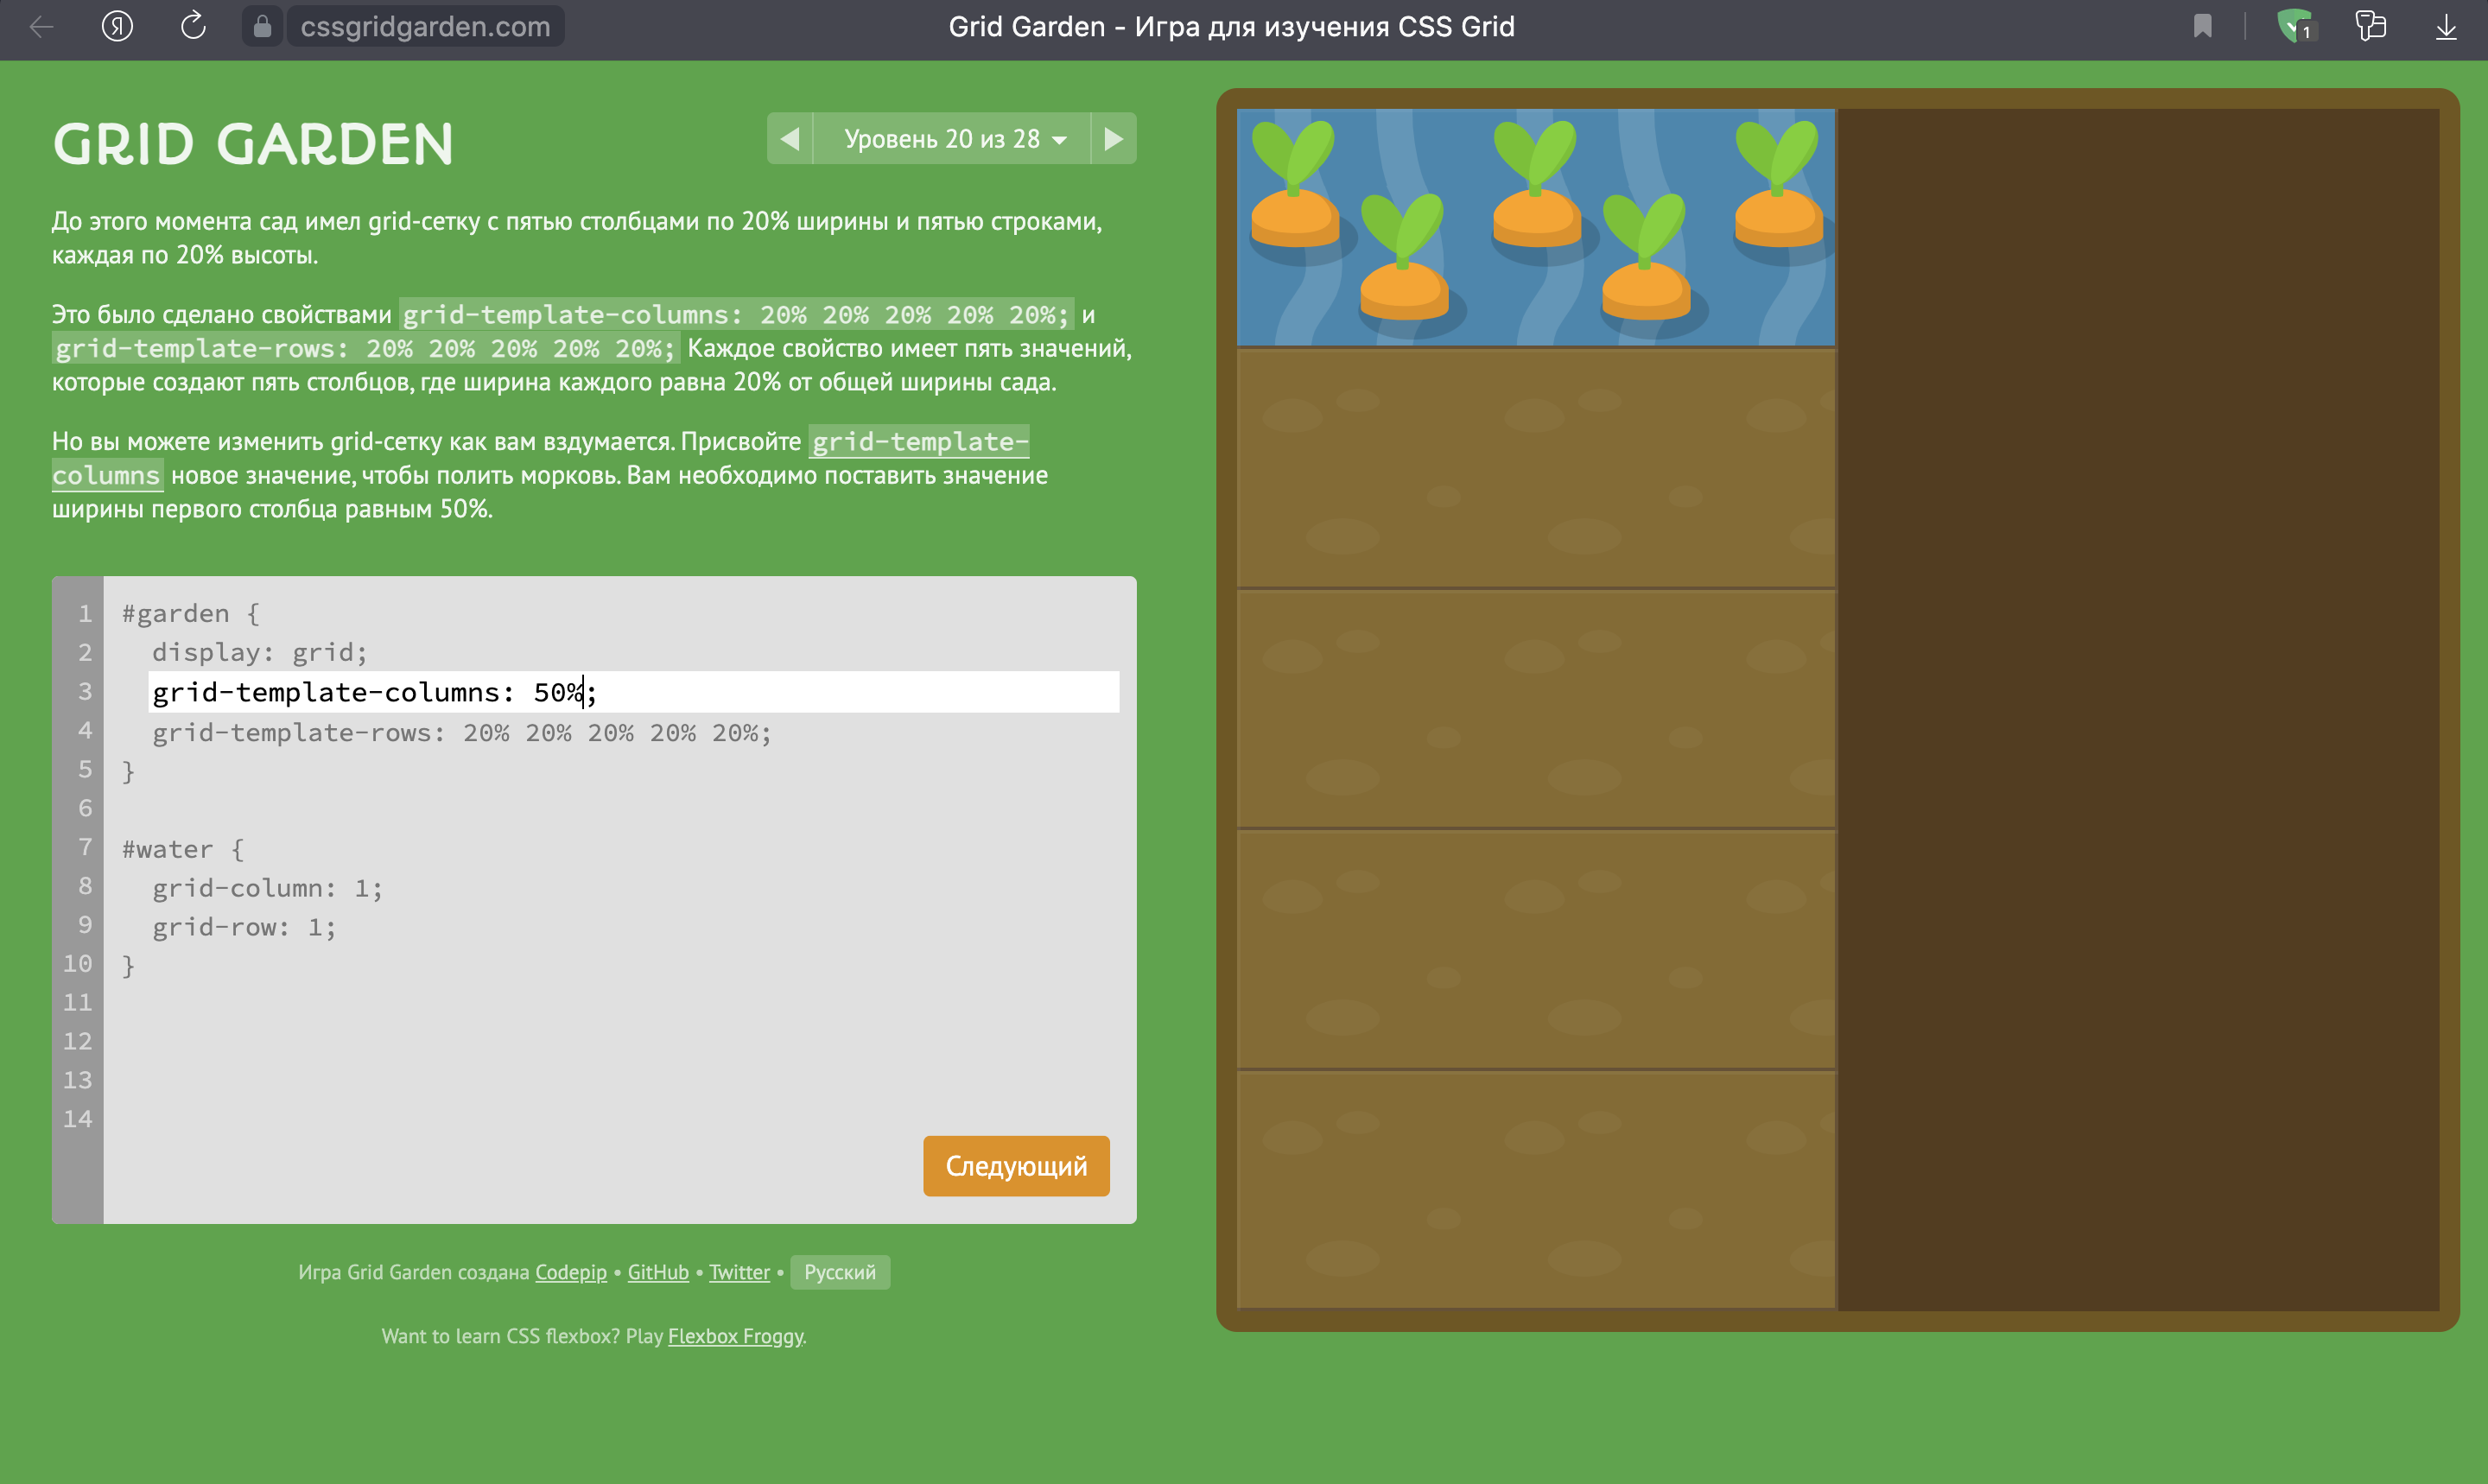 cssgridgarden.com
Grid Garden - Игра для изучения CSS Grid
1
GRID GARDEN
Уровень 20 из 28
До этого момента сад имел grid-сетку с пятью столбцами по 20% ширины и пятью строками,
каждая по 20% высоты.
Это было сделано свойствами grid-template-columns: 20% 20% 20% 20% 20%; и
grid-template-rows: 20% 20% 20% 20% 20%; Каждое свойство имеет пять значений,
которые создают пять столбцов, где ширина каждого равна 20% от общей ширины сада.
Но вы можете изменить grid-сетку как вам вздумается. Присвойте grid-template-
columns новое значение, чтобы полить морковь. Вам необходимо поставить значение
ширины первого столбца равным 50%.
1 #garden {
2 display: grid;
3 grid-template-columns: 50%;
4 grid-template-rows: 20% 20% 20% 20% 20%;
5 }
6
7 #water {
8 grid-column: 1;
9 grid-row: 1;
10 }
11
12
13
14
Следующий
Игра Grid Garden создана Codepip • GitHub • Twitter • Русский
Want to learn CSS flexbox? Play Flexbox Froggy.